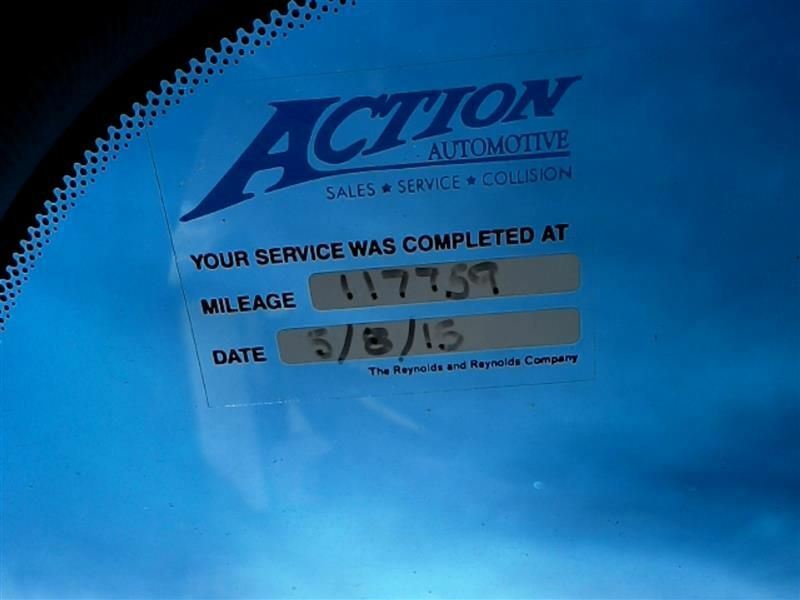 ACTION
AUTOMOTIVE
SALES ★ SERVICE ★ COLLISION
YOUR SERVICE WAS COMPLETED AT
MILEAGE 117759
DATE 5/8/15
The Reynolds and Reynolds Company